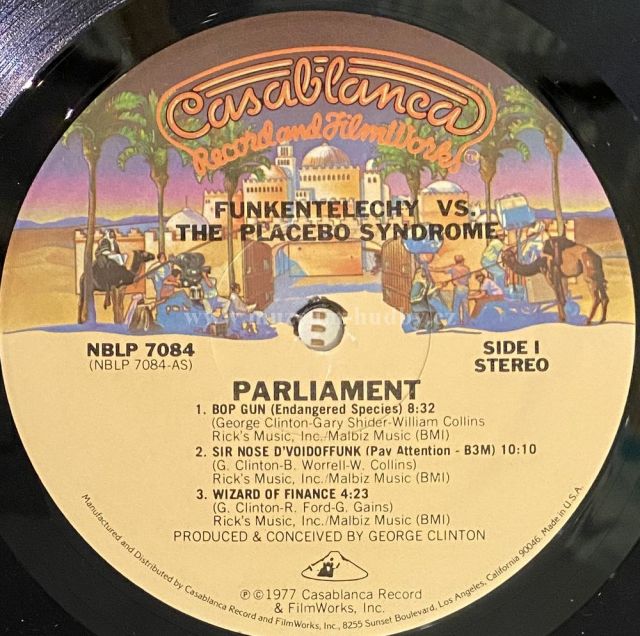 Casablanca
Record and FilmWorks
TM
FUNKENTELECHY VS.
THE PLACEBO SYNDROME
NBLP 7084
(NBLP 7084-AS)
SIDE I
STEREO
PARLIAMENT
1. BOP GUN (Endangered Species) 8:32
(George Clinton-Gary Shider-William Collins
Rick's Music, Inc./Malbiz Music (BMI)
2. SIR NOSE D'VOIDOFFUNK (Pay Attention - B3M) 10:10
(G. Clinton-B. Worrell-W. Collins)
Rick's Music, Inc./Malbiz Music (BMI)
3. WIZARD OF FINANCE 4:23
(G. Clinton-R. Ford-G. Gains)
Rick's Music, Inc./Malbiz Music (BMI)
PRODUCED & CONCEIVED BY GEORGE CLINTON
℗©1977 Casablanca Record
& FilmWorks, Inc.
Manufactured and Distributed by Casablanca Record and FilmWorks, Inc., 8255 Sunset Boulevard, Los Angeles, California 90046. Made in U.S.A.